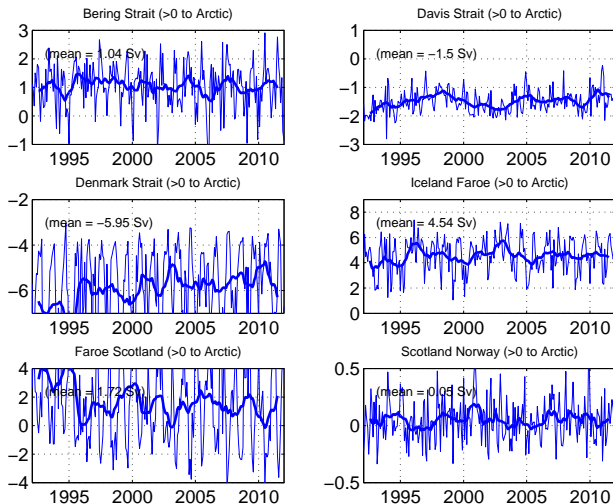 Bering Strait (>0 to Arctic)
(mean = 1.04 Sv)
3
2
1
0
−1
1995 2000 2005 2010
Davis Strait (>0 to Arctic)
(mean = −1.5 Sv)
1
0
−1
−2
−3
1995 2000 2005 2010
Denmark Strait (>0 to Arctic)
(mean = −5.95 Sv)
−2
−4
−6
1995 2000 2005 2010
Iceland Faroe (>0 to Arctic)
(mean = 4.54 Sv)
8
6
4
2
0
1995 2000 2005 2010
Faroe Scotland (>0 to Arctic)
(mean = 1.72 Sv)
4
2
0
−2
−4
1995 2000 2005 2010
Scotland Norway (>0 to Arctic)
(mean = 0.05 Sv)
0.5
0
−0.5
1995 2000 2005 2010